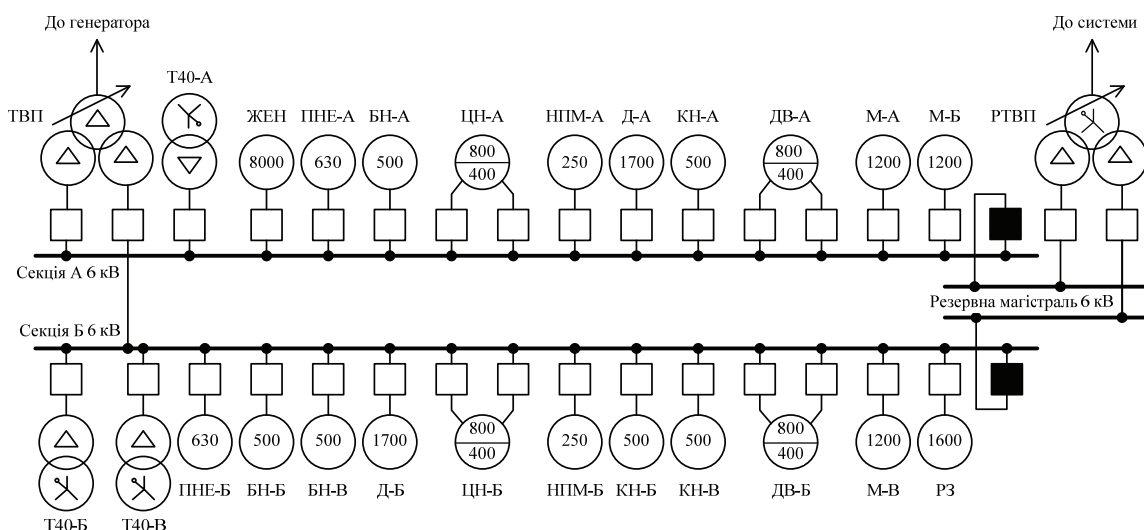 До генератора
До системи
Т40-А
ТВП
ЖЕН
ПНЕ-А
БН-А
ЦН-А
НПМ-А
Д-А
КН-А
ДВ-А
М-А
М-Б
РТВП
8000
630
500
800
400
250
1700
500
800
400
1200
1200
Секція А 6 кВ
Резервна магістраль 6 кВ
Секція Б 6 кВ
630
500
500
1700
800
400
250
500
500
800
400
1200
1600
ПНЕ-Б
БН-Б
БН-В
Д-Б
ЦН-Б
НПМ-Б
КН-Б
КН-В
ДВ-Б
М-В
РЗ
Т40-Б
Т40-В